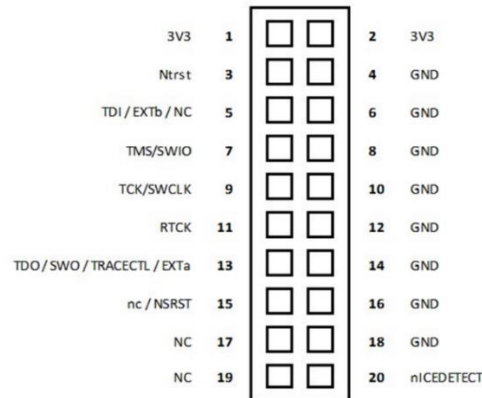 3V3 1 2 3V3
Ntrst 3 4 GND
TDI / EXTb / NC 5 6 GND
TMS/SWIO 7 8 GND
TCK/SWCLK 9 10 GND
RTCK 11 12 GND
TDO / SWO / TRACECTL / EXTa 13 14 GND
nc / NSRST 15 16 GND
NC 17 18 GND
NC 19 20 nICEDETECT